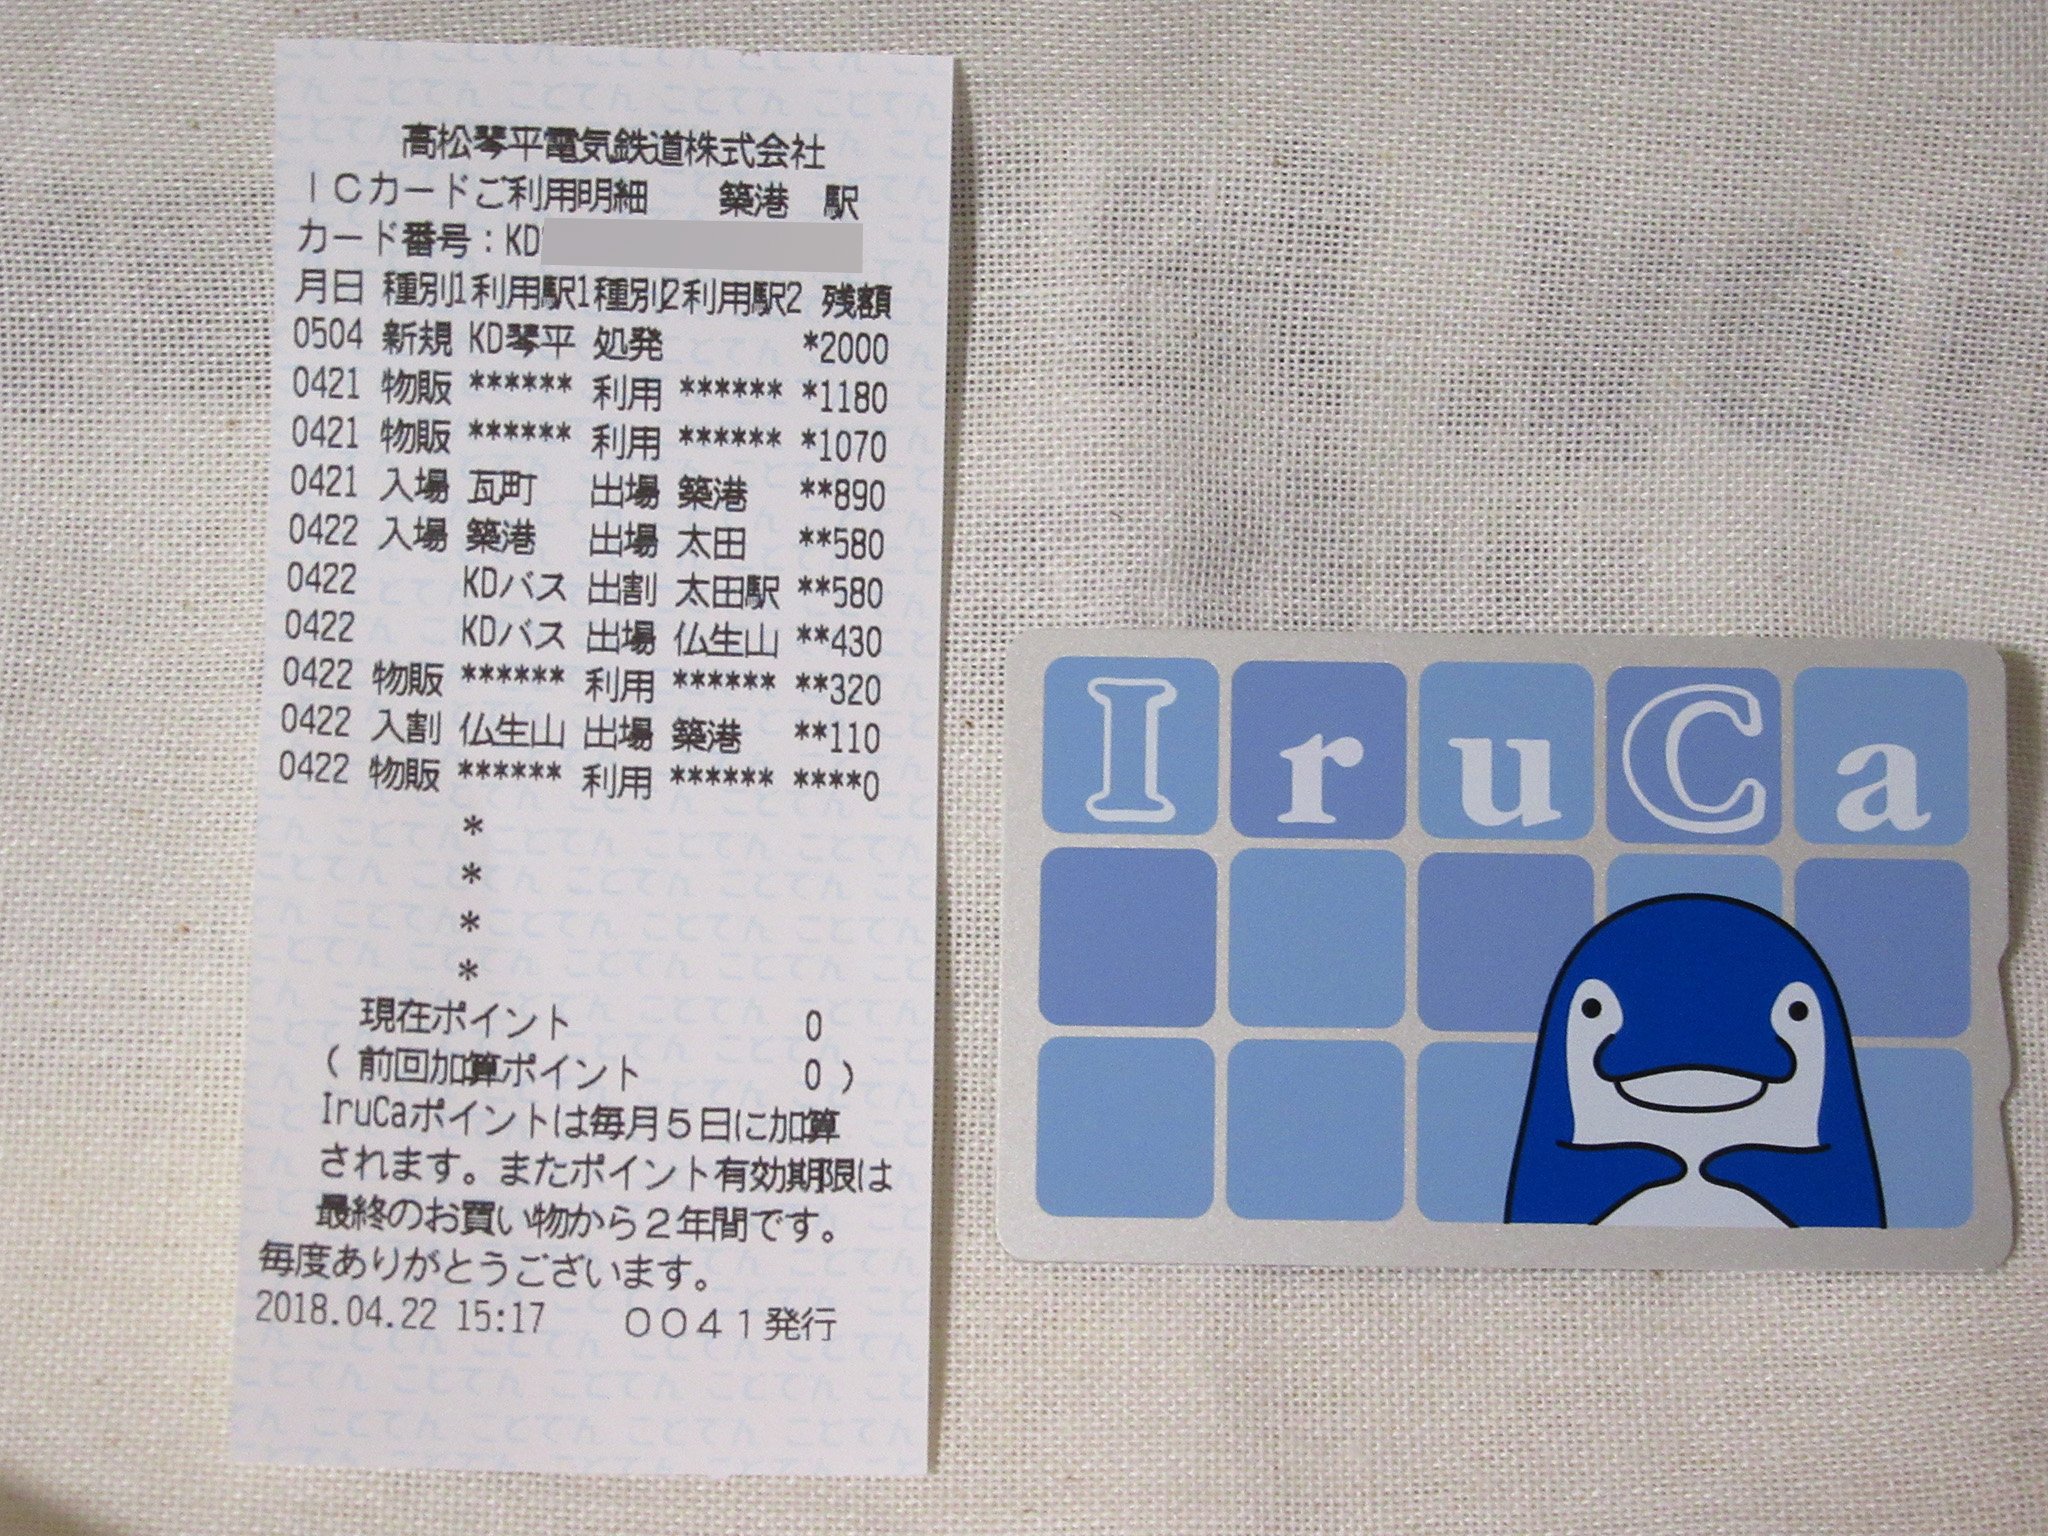 高松琴平電気鉄道株式会社
ICカードご利用明細 築港 駅
カード番号:KD
月日 種別1利用駅1種別2利用駅2 残額
0504 新規 KD琴平 処発 *2000
0421 物販 ****** 利用 ****** *1180
0421 物販 ****** 利用 ****** *1070
0421 入場 瓦町 出場 築港 **890
0422 入場 築港 出場 太田 **580
0422 KDバス 出割 太田駅 **580
0422 KDバス 出場 仏生山 **430
0422 物販 ****** 利用 ****** **320
0422 入割 仏生山 出場 築港 **110
0422 物販 ****** 利用 ****** ****0
*
*
*
*
現在ポイント 0
( 前回加算ポイント 0 )
IruCaポイントは毎月5日に加算
されます。またポイント有効期限は
最終のお買い物から2年間です。
毎度ありがとうございます。
2018.04.22 15:17 0041発行
IruCa